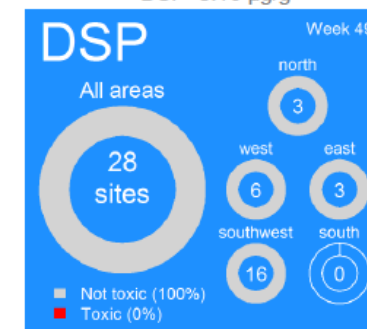 DSP
Week 49
All areas
28
sites
north
3
west
6
east
3
southwest
16
south
0
Not toxic (100%)
Toxic (0%)